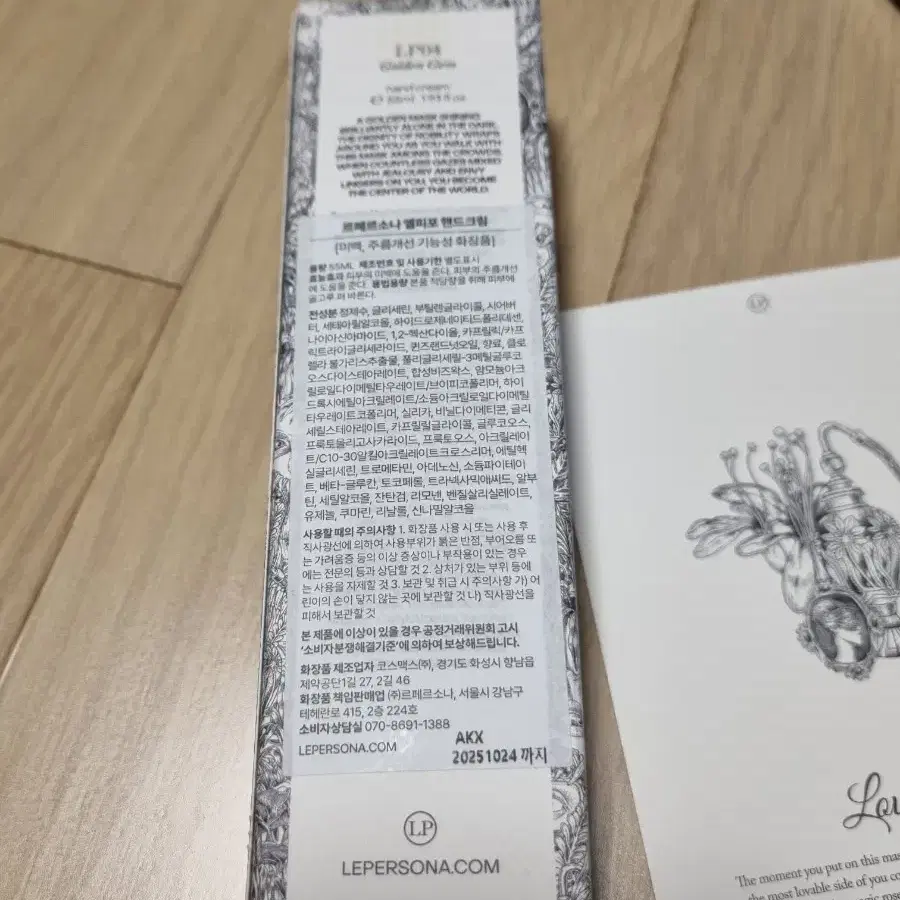 LP04
hand cream
A GOLDEN MASK SHINING
BRILLIANTLY ALONE IN THE DARK.
THE DIGNITY OF NOBILITY WRAPS
AROUND YOU AS YOU WALK WITH
THIS MASK AMONG THE CROWDS.
WHEN COUNTLESS GAZES MIXED
WITH JEALOUSY AND ENVY
LINGERS ON YOU, YOU BECOME
THE CENTER OF THE WORLD.
르페르소나 엘피포 핸드크림
[미백, 주름개선 기능성 화장품]
용량 55ML 제조번호 및 사용기한 별도표시
효능효과 피부의 미백에 도움을 준다. 피부의 주름개선
에 도움을 준다. 용법용량 본품 적당량을 취해 피부에
골고루 펴 바른다.
전성분 정제수, 글리세린, 부틸렌글라이콜, 시어버
터, 세테아릴알코올, 하이드로제네이티드폴리데센,
나이아신아마이드, 1,2-헥산다이올, 카프릴릭/카프
릭트라이글리세라이드, 퀸즈랜드넛오일, 향료, 클로
렐라 불가리스추출물, 폴리글리세릴-3메틸글루코
오스다이스테아레이트, 합성비즈왁스, 암모늄아크
릴로일다이메틸타우레이트/브이피코폴리머, 하이
드록시에틸아크릴레이트/소듐아크릴로일다이메틸
타우레이트코폴리머, 실리카, 비닐다이메티콘, 글리
세릴스테아레이트, 카프릴릴글라이콜, 글루코오스,
프룩토올리고사카라이드, 프룩토오스, 아크릴레이
트/C10-30알킬아크릴레이트크로스리머, 에틸헥
실글리세린, 트로메타민, 아데노신, 소듐파이테이
트, 베타-글루칸, 토코페롤, 트라넥사믹애씨드, 알부
틴, 세틸알코올, 잔탄검, 리모넨, 벤질살리실레이트,
유제놀, 쿠마린, 리날룰, 신나밀알코올
사용할 때의 주의사항 1. 화장품 사용 시 또는 사용 후
직사광선에 의하여 사용부위가 붉은 반점, 부어오름 또
는 가려움증 등의 이상 증상이나 부작용이 있는 경우
에는 전문의 등과 상담할 것 2. 상처가 있는 부위 등에
는 사용을 자제할 것 3. 보관 및 취급 시 주의사항 가) 어
린이의 손이 닿지 않는 곳에 보관할 것 나) 직사광선을
피해서 보관할 것
본 제품에 이상이 있을 경우 공정거래위원회 고시
'소비자분쟁해결기준'에 의하여 보상해드립니다.
화장품 제조업자 코스맥스(주), 경기도 화성시 향남읍
제약공단1길 27, 2길 46
화장품 책임판매업 (주)르페르소나, 서울시 강남구
테헤란로 415, 2층 224호
소비자상담실 070-8691-1388
LEPERSONA.COM
AKX
20251024 까지
LP
LEPERSONA.COM
LP
The moment you put on this
the most lovable side of you